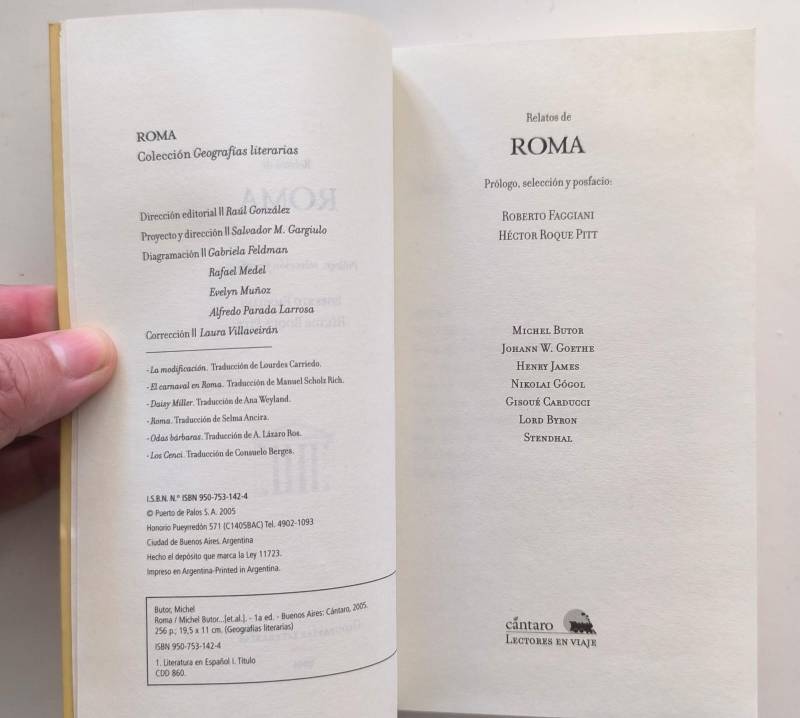 ROMA
Colección Geografías literarias
Dirección editorial || Raúl González
Proyecto y dirección || Salvador M. Gargiulo
Diagramación || Gabriela Feldman
Rafael Medel
Evelyn Muñoz
Alfredo Parada Larrosa
Corrección || Laura Villaveirán
· La modificación. Traducción de Lourdes Carriedo.
· El carnaval en Roma. Traducción de Manuel Scholz Rich.
· Daisy Miller. Traducción de Ana Weyland.
· Roma. Traducción de Selma Ancira.
· Odas bárbaras. Traducción de A. Lázaro Ros.
· Los Cenci. Traducción de Consuelo Berges.
I.S.B.N. N.º ISBN 950-753-142-4
© Puerto de Palos S. A. 2005
Honorio Pueyrredón 571 (C1405BAC) Tel. 4902-1093
Ciudad de Buenos Aires. Argentina
Hecho el depósito que marca la Ley 11723.
Impreso en Argentina-Printed in Argentina.
Butor, Michel
Roma / Michel Butor...[et.al.]. - 1a ed. - Buenos Aires: Cántaro, 2005.
256 p.; 19,5 x 11 cm. (Geografías literarias)
ISBN 950-753-142-4
1. Literatura en Español I. Título
CDD 860.
Relatos de
ROMA
Prólogo, selección y posfacio:
ROBERTO FAGGIANI
HÉCTOR ROQUE PITT
MICHEL BUTOR
JOHANN W. GOETHE
HENRY JAMES
NIKOLAI GÓGOL
GISOUÉ CARDUCCI
LORD BYRON
STENDHAL
cántaro
LECTORES EN VIAJE